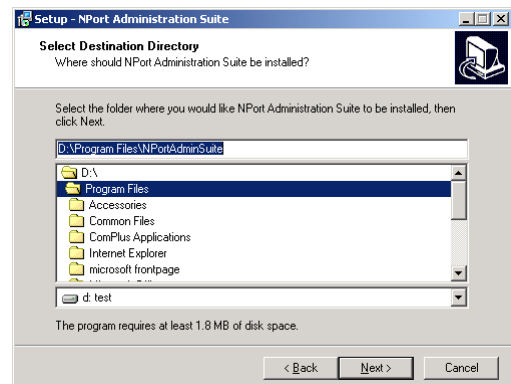 Setup - NPort Administration Suite
Select Destination Directory
Where should NPort Administration Suite be installed?
Select the folder where you would like NPort Administration Suite to be installed, then
click Next.
D:\Program Files\NPortAdminSuite
D:\
Program Files
Accessories
Common Files
ComPlus Applications
Internet Explorer
microsoft frontpage
d: test
The program requires at least 1.8 MB of disk space.
< Back
Next >
Cancel